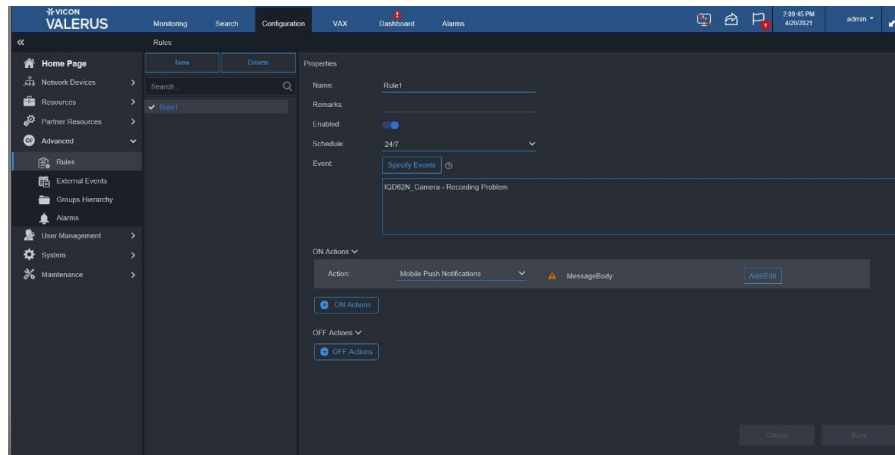 VICON
VALERUS
Monitoring Search Configuration VAX Dashboard Alarms
2:09:45 PM
4/20/2021
admin
Rules
Home Page
Network Devices
Resources
Partner Resources
Advanced
Rules
External Events
Groups Hierarchy
Alarms
User Management
System
Maintenance
New Delete
Search...
Rule1
Properties
Name: Rule1
Remarks:
Enabled:
Schedule: 24/7
Event: Specify Events
IQD62N_Camera - Recording Problem
ON Actions
Action: Mobile Push Notifications MessageBody: Add/Edit
ON Actions
OFF Actions
OFF Actions
Cancel Save